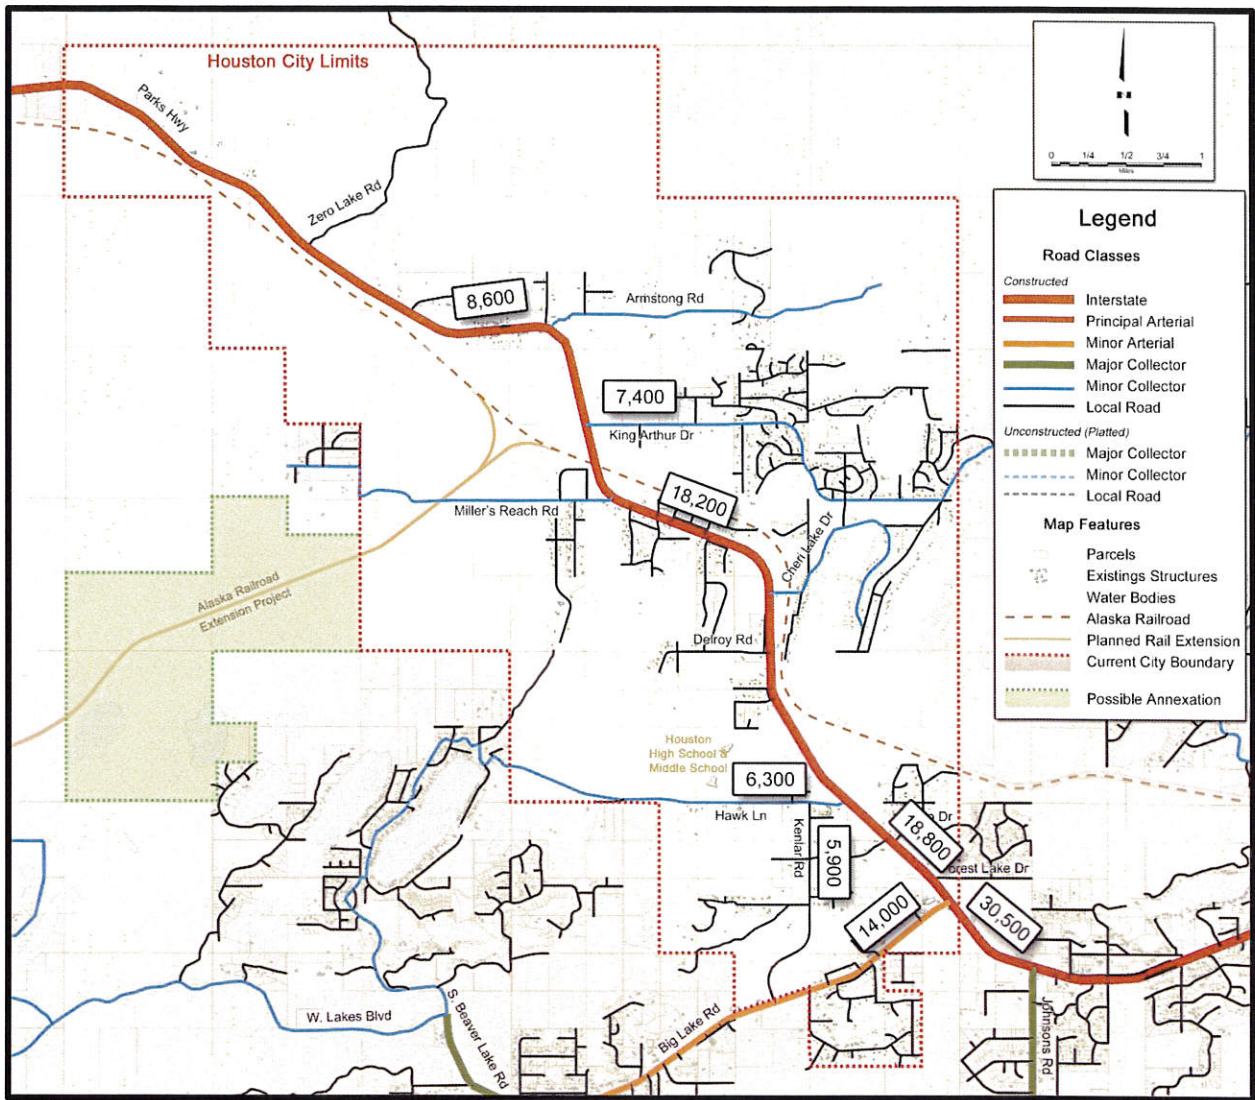 Houston City Limits
Parks Hwy
Zero Lake Rd
0 1/4 1/2 3/4 1
Miles
Legend
Road Classes
Constructed
Interstate
Principal Arterial
Minor Arterial
Major Collector
Minor Collector
Local Road
Unconstructed (Platted)
Major Collector
Minor Collector
Local Road
Map Features
Parcels
Existings Structures
Water Bodies
Alaska Railroad
Planned Rail Extension
Current City Boundary
Possible Annexation
8,600
Armstong Rd
7,400
King Arthur Dr
18,200
Miller's Reach Rd
Cheri Lake Dr
Alaska Railroad
Extension Project
Delroy Rd
Houston
High School &
Middle School
6,300
Hawk Ln
Kenlar Rd
5,900
18,800
Dr
orest Lake Dr
14,000
30,500
W. Lakes Blvd
S. Beaver Lake Rd
Big Lake Rd
Johnsons Rd